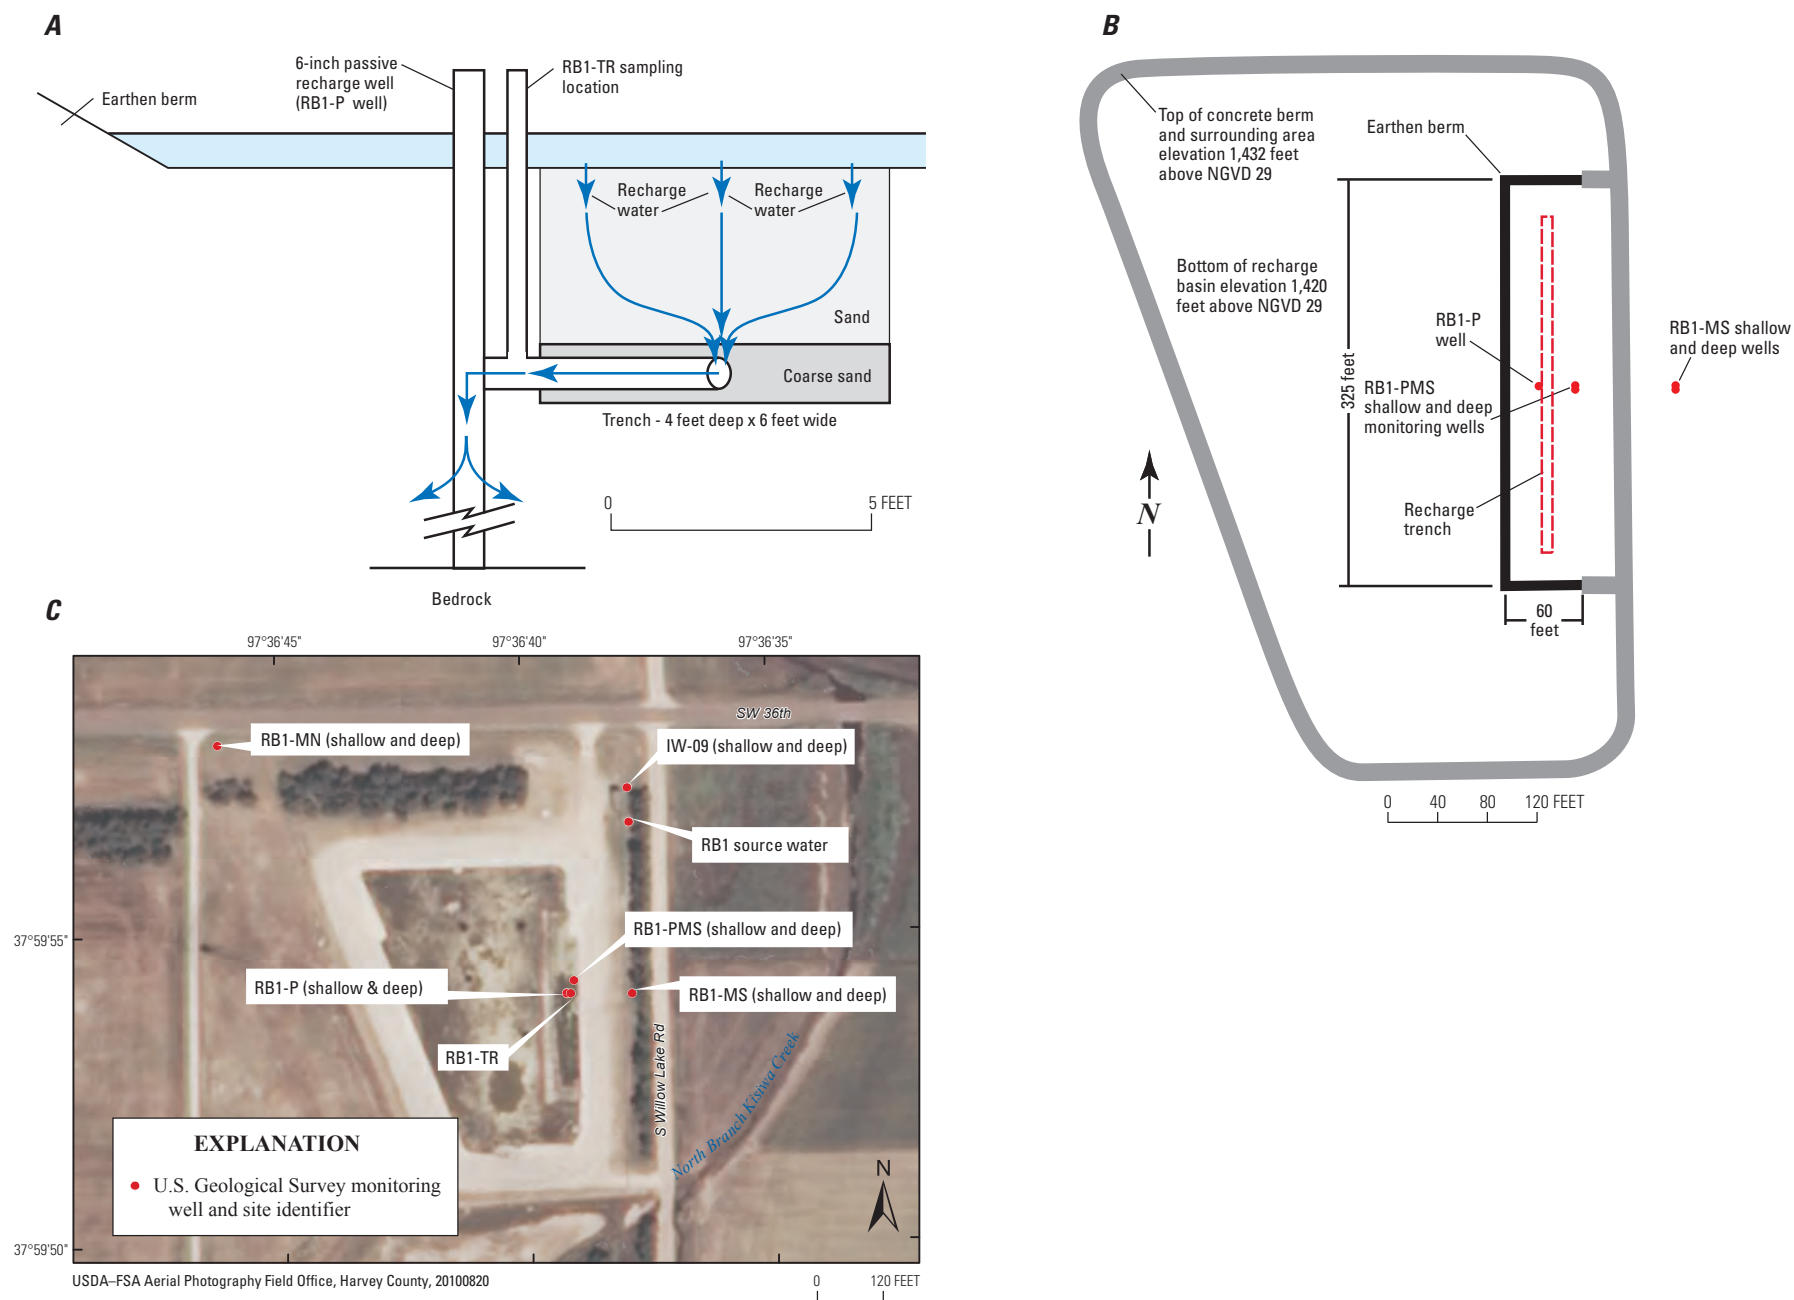 A
6-inch passive
recharge well
(RB1-P well)
RB1-TR sampling
location
Earthen berm
Recharge
water
Recharge
water
Sand
Coarse sand
Trench - 4 feet deep x 6 feet wide
0
5 FEET
Bedrock
B
Top of concrete berm
and surrounding area
elevation 1,432 feet
above NGVD 29
Earthen berm
Bottom of recharge
basin elevation 1,420
feet above NGVD 29
RB1-P
well
RB1-MS shallow
and deep wells
325 feet
RB1-PMS
shallow and deep
monitoring wells
N
Recharge
trench
60
feet
0 40 80 120 FEET
C
97°36'45"
97°36'40"
97°36'35"
SW 36th
RB1-MN (shallow and deep)
IW-09 (shallow and deep)
RB1 source water
37°59'55"
RB1-PMS (shallow and deep)
RB1-P (shallow & deep)
RB1-MS (shallow and deep)
RB1-TR
S Willow Lake Rd
North Branch Kisiwa Creek
EXPLANATION
U.S. Geological Survey monitoring
well and site identifier
N
37°59'50"
USDA–FSA Aerial Photography Field Office, Harvey County, 20100820
0
120 FEET